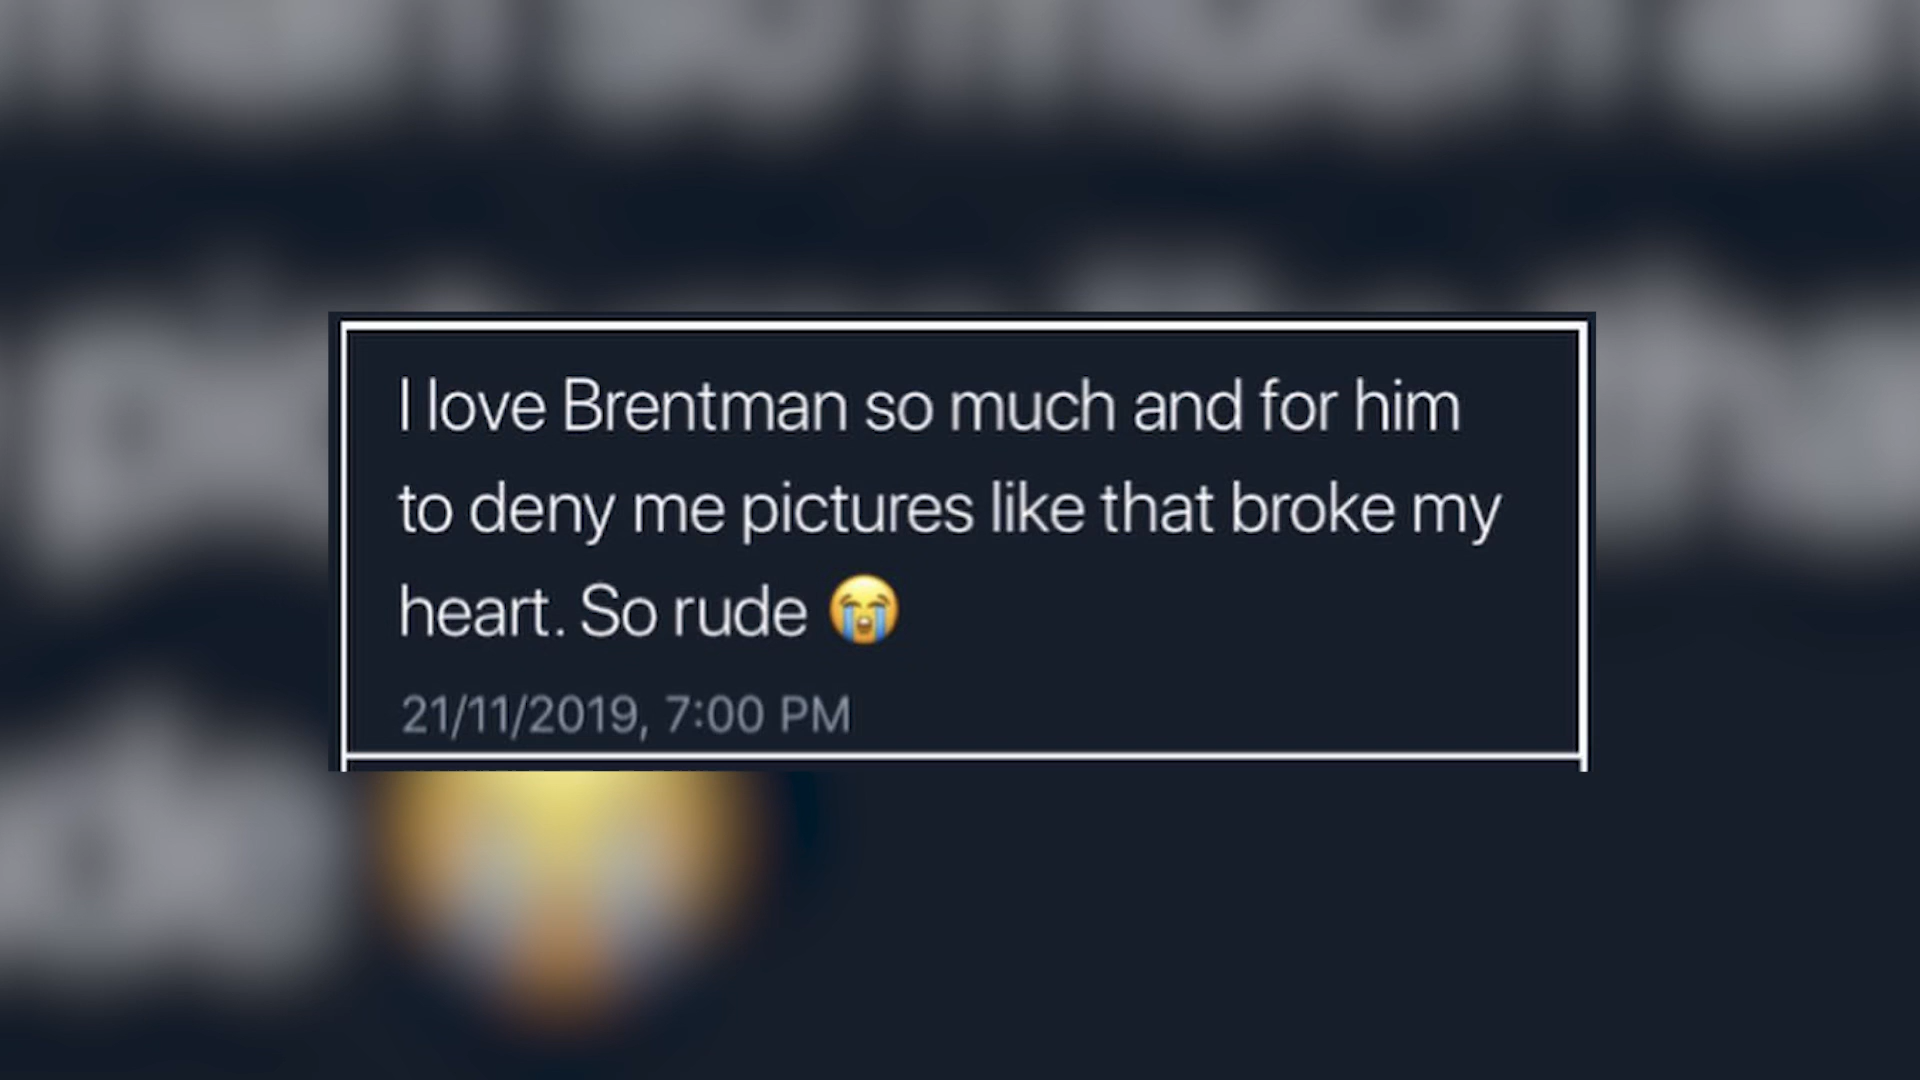 I love Brentman so much and for him
to deny me pictures like that broke my
heart. So rude 😭
21/11/2019, 7:00 PM